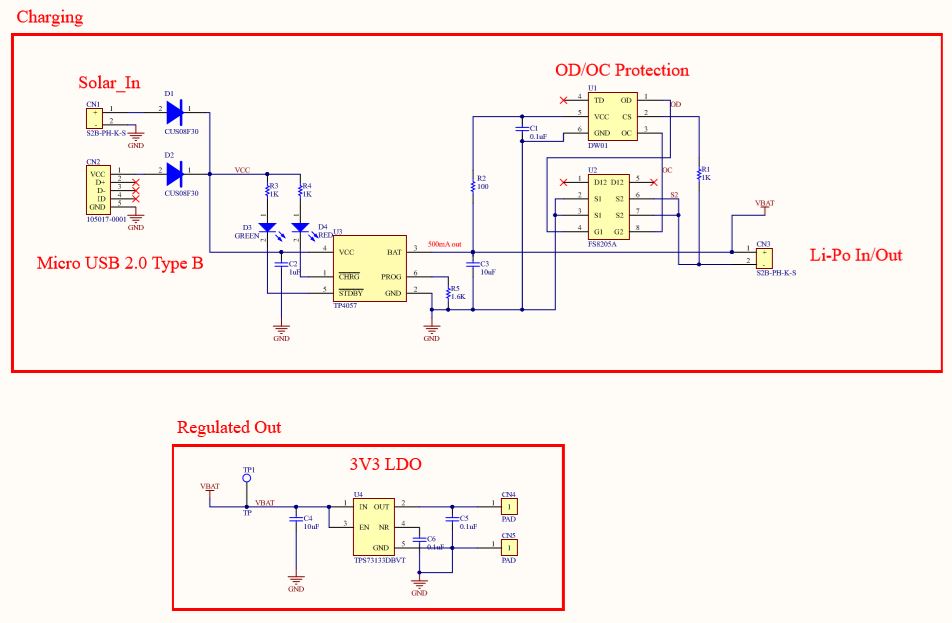 Charging
Solar_In
OD/OC Protection
D1
CN1
2 1
1
+
2
-
S2B-PH-K-S
GND
CUS08F30
D2
CN2
VCC 1
D+ 2
D- 3
ID 4
GND 5
105017-0001
GND
2 1
CUS08F30
VCC
Micro USB 2.0 Type B
R3
1K
R4
1K
D3
GREEN
1
2
D4
RED
1
2
C2
1uF
GND
U3
4 VCC BAT 3
1 CHRG PROG 6
5 STDBY GND 2
TP4057
500mA out
R5
1.6K
GND
C3
10uF
R2
100
C1
0.1uF
U1
4 TD OD 1
5 VCC CS 2
6 GND OC 3
DW01
OD
U2
OC
1 D12 D12 5
2 S1 S2 6
3 S1 S2 7
4 G1 G2 8
FS8205A
S2
R1
1K
VBAT
CN3
1 +
2 -
S2B-PH-K-S
Li-Po In/Out
Regulated Out
3V3 LDO
TP1
VBAT
VBAT
TP
C4
10uF
GND
U4
1 IN OUT 2
3 EN NR 4
GND 5
TPS73133DBVT
C5
0.1uF
C6
0.1uF
GND
CN4
1 1
PAD
CN5
1 1
PAD